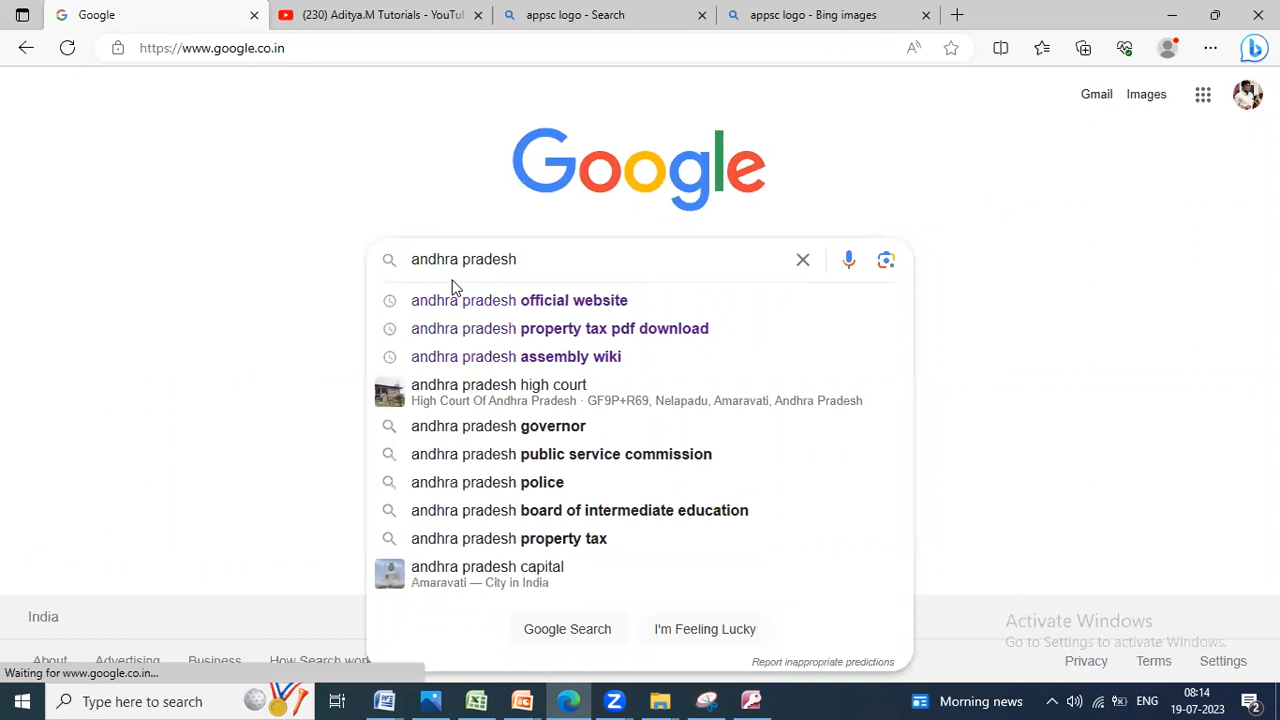 Google
(230) Aditya.M Tutorials - YouTu
appsc logo - Search
appsc logo - Bing images
https://www.google.co.in
Gmail Images
Google
andhra pradesh
andhra pradesh official website
andhra pradesh property tax pdf download
andhra pradesh assembly wiki
andhra pradesh high court
High Court Of Andhra Pradesh · GF9P+R69, Nelapadu, Amaravati, Andhra Pradesh
andhra pradesh governor
andhra pradesh public service commission
andhra pradesh police
andhra pradesh board of intermediate education
andhra pradesh property tax
andhra pradesh capital
Amaravati — City in India
Google Search I'm Feeling Lucky
Report inappropriate predictions
India
Activate Windows
Go to Settings to activate Windows.
About Advertising Business How Search work
Privacy Terms Settings
Waiting for www.google.co.in...
Type here to search
Morning news
ENG
08:14
19-07-2023
2